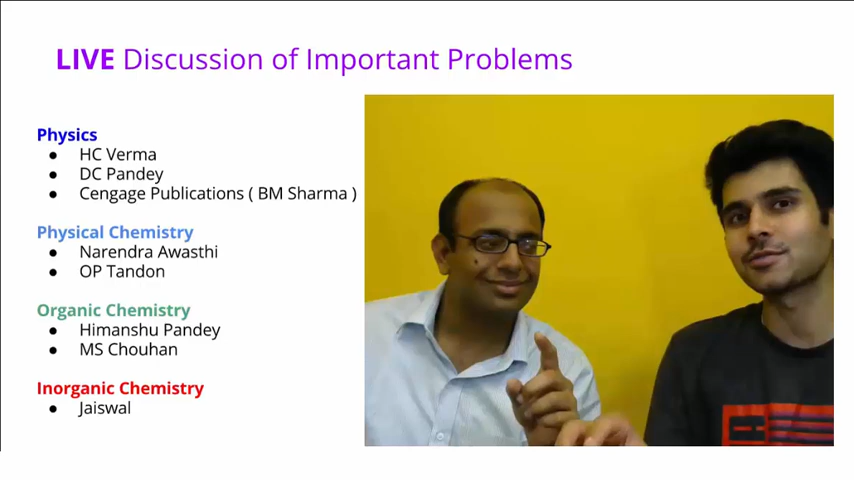 LIVE Discussion of Important Problems
Physics
● HC Verma
● DC Pandey
● Cengage Publications ( BM Sharma )
Physical Chemistry
● Narendra Awasthi
● OP Tandon
Organic Chemistry
● Himanshu Pandey
● MS Chouhan
Inorganic Chemistry
● Jaiswal